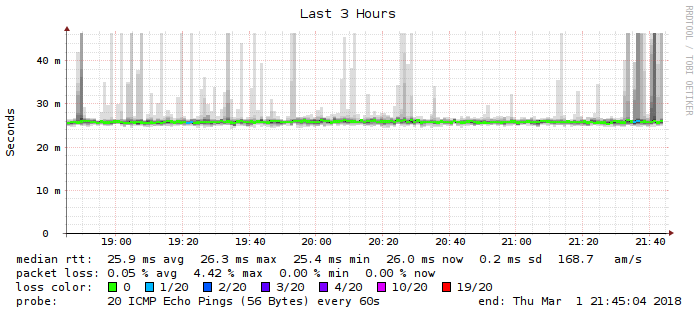 Last 3 Hours
RRDTOOL / TOBI OETIKER
Seconds
40 m
30 m
20 m
10 m
0
19:00 19:20 19:40 20:00 20:20 20:40 21:00 21:20 21:40
median rtt: 25.9 ms avg 26.3 ms max 25.4 ms min 26.0 ms now 0.2 ms sd 168.7 am/s
packet loss: 0.05 % avg 4.42 % max 0.00 % min 0.00 % now
loss color: 0 1/20 2/20 3/20 4/20 10/20 19/20
probe: 20 ICMP Echo Pings (56 Bytes) every 60s end: Thu Mar 1 21:45:04 2018